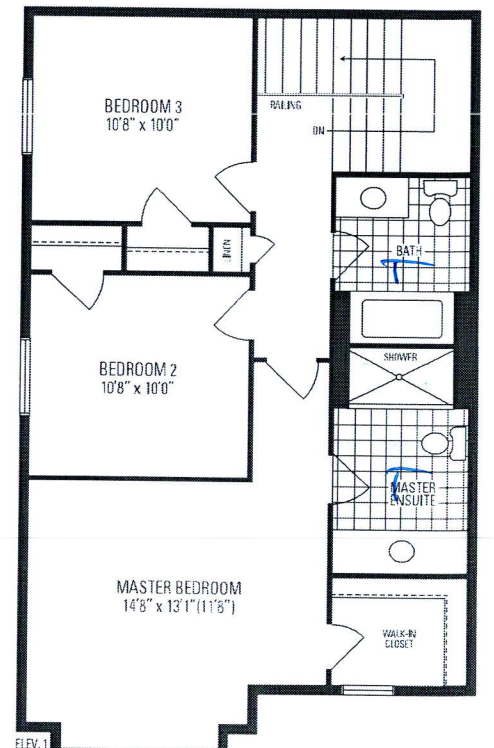 BEDROOM 3
10'8" x 10'0"
RAILING
DN
LINEN
BATH
T
BEDROOM 2
10'8" x 10'0"
SHOWER
T
MASTER
ENSUITE
MASTER BEDROOM
14'8" x 13'1"(11'8")
WALK-IN
CLOSET
ELEV. 1